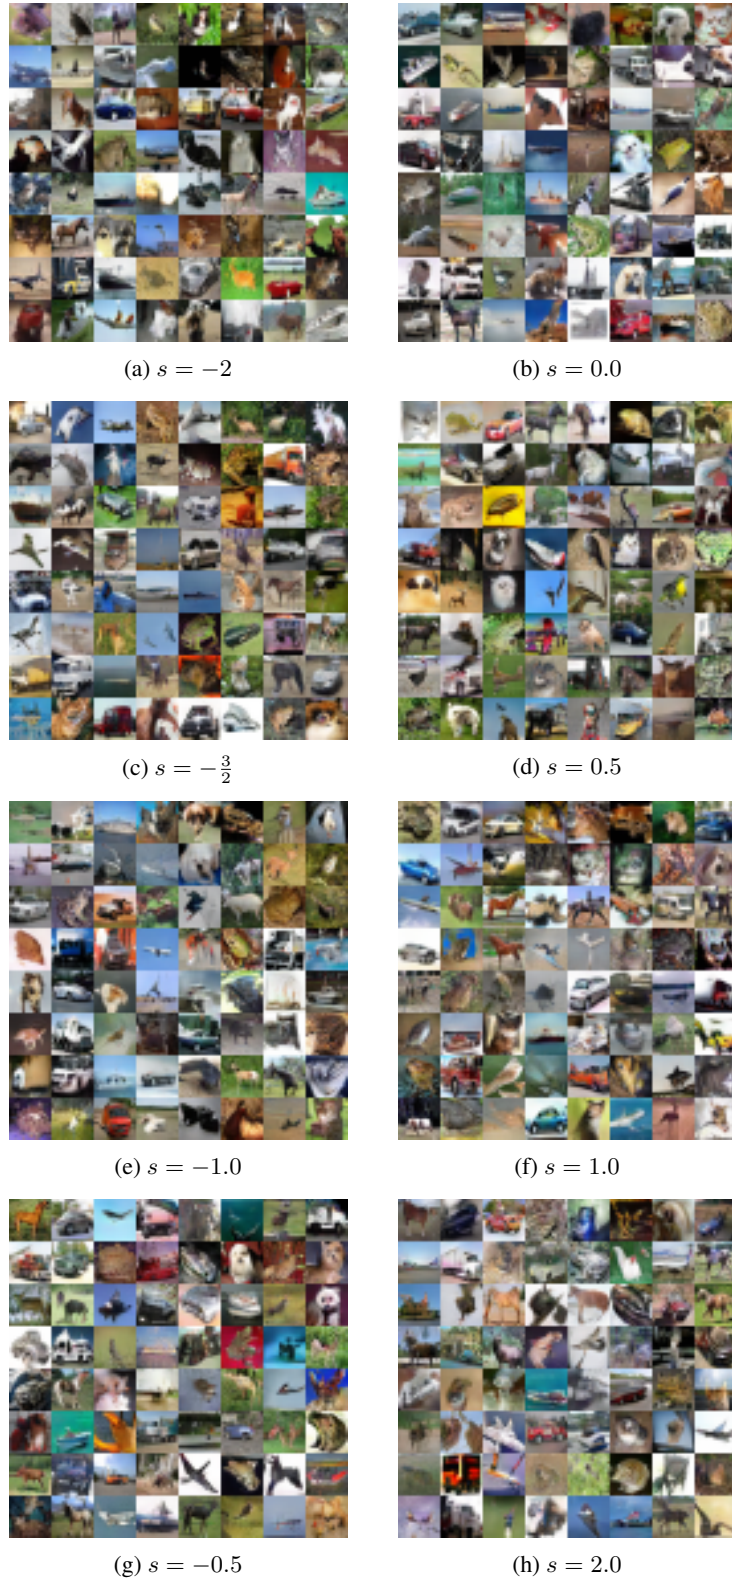 (a) s = −2
(b) s = 0.0
(c) s = −3/2
(d) s = 0.5
(e) s = −1.0
(f) s = 1.0
(g) s = −0.5
(h) s = 2.0